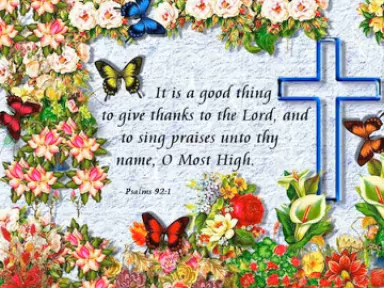 It is a good thing
to give thanks to the Lord, and
to sing praises unto thy
name, O Most High.
- Psalms 92:1